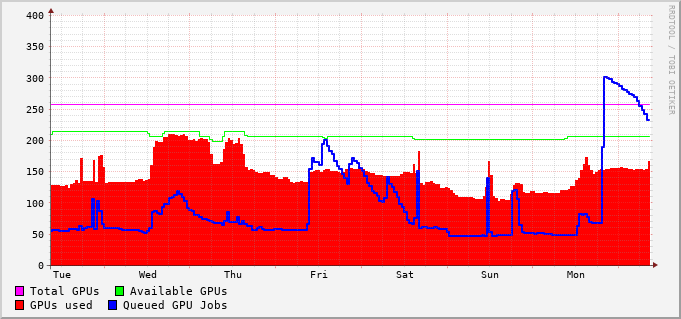 400
350
300
250
200
150
100
50
0
Tue Wed Thu Fri Sat Sun Mon
Total GPUs Available GPUs
GPUs used Queued GPU Jobs
RRDTOOL / TOBI OETIKER